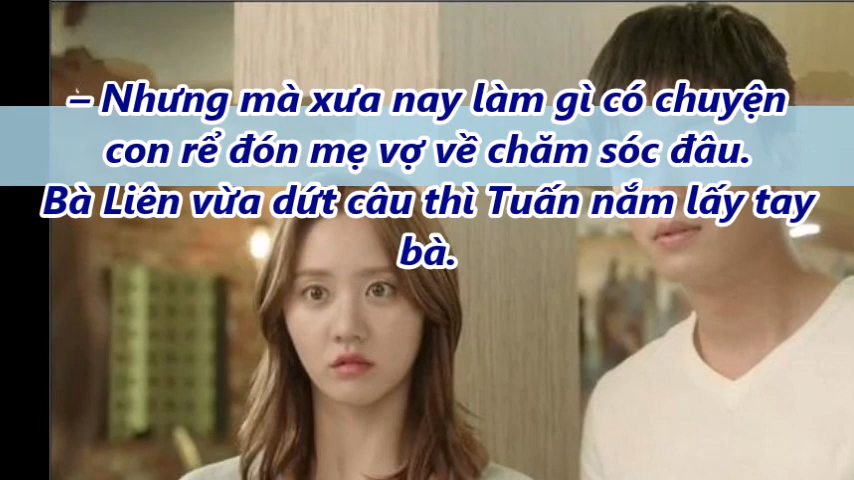 – Nhưng mà xưa nay làm gì có chuyện
con rể đón mẹ vợ về chăm sóc đâu.
Bà Liên vừa dứt câu thì Tuấn nắm lấy tay
bà.